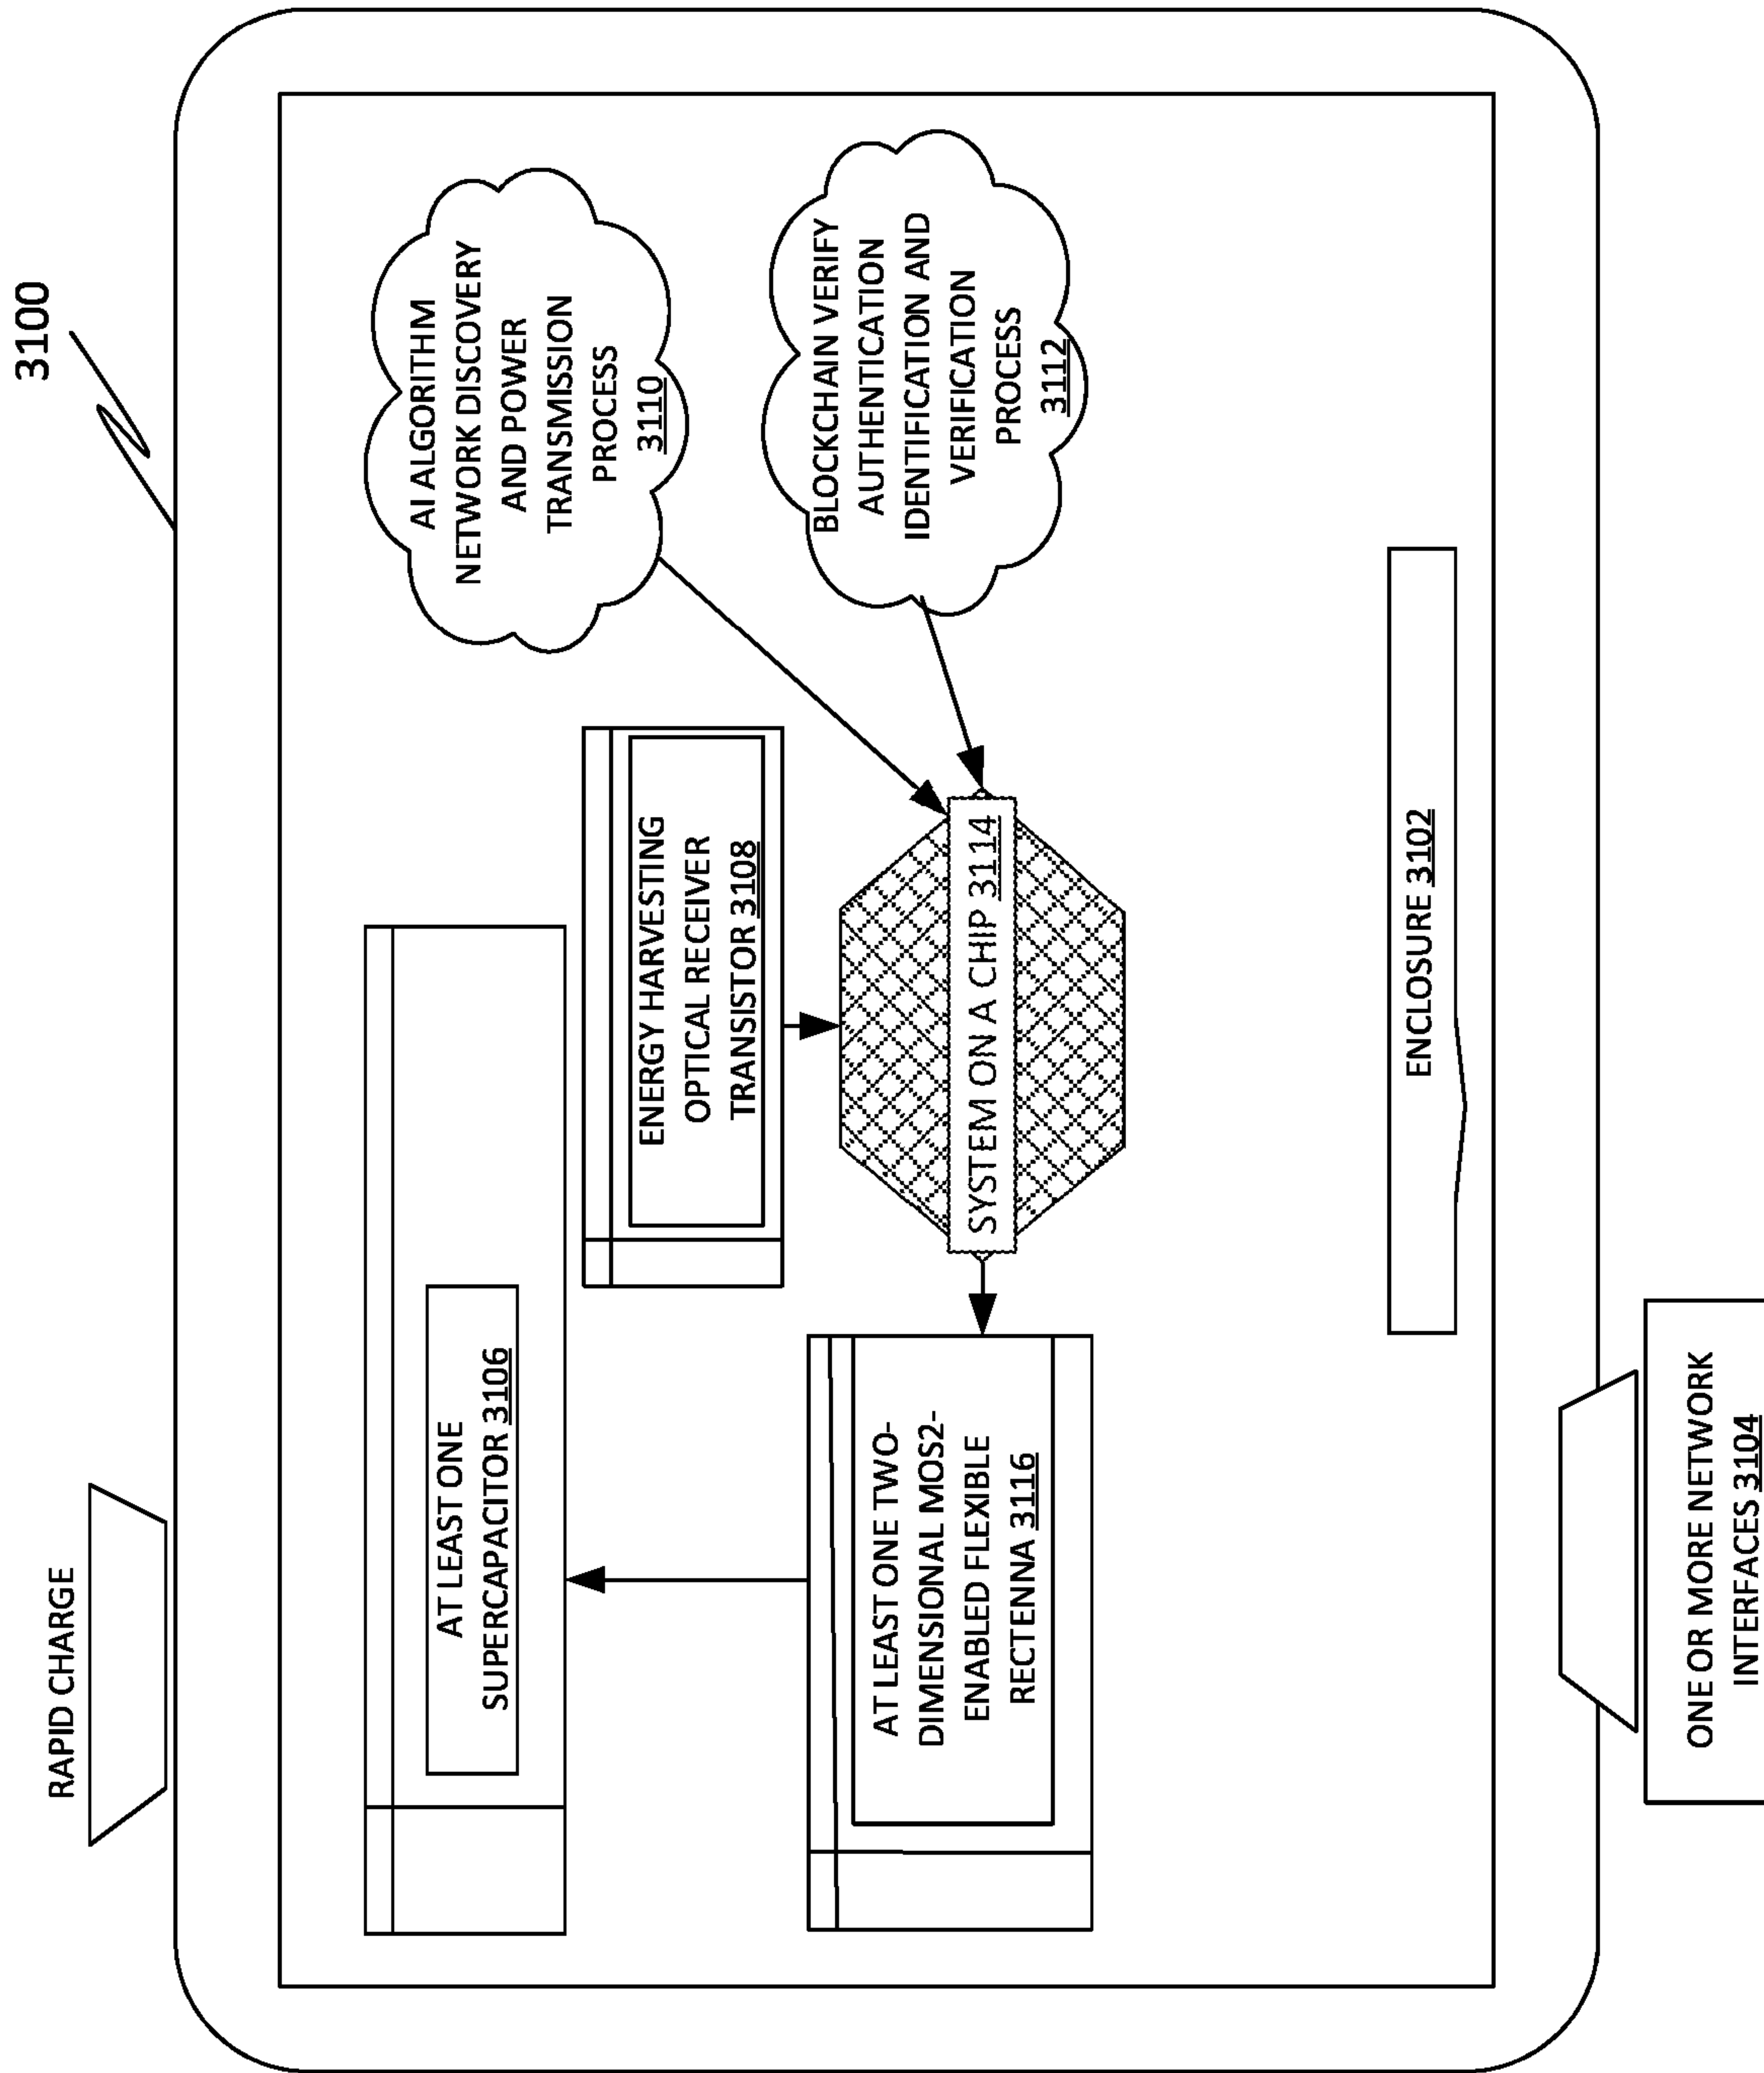 3100
RAPID CHARGE
AT LEAST ONE
SUPERCAPACITOR 3106
ENERGY HARVESTING
OPTICAL RECEIVER
TRANSISTOR 3108
AI ALGORITHM
NETWORK DISCOVERY
AND POWER
TRANSMISSION
PROCESS
3110
BLOCKCHAIN VERIFY
AUTHENTICATION
IDENTIFICATION AND
VERIFICATION
PROCESS
3112
AT LEAST ONE TWO-
DIMENSIONAL MOS2-
ENABLED FLEXIBLE
RECTENNA 3116
SYSTEM ON A CHIP 3114
ENCLOSURE 3102
ONE OR MORE NETWORK
INTERFACES 3104